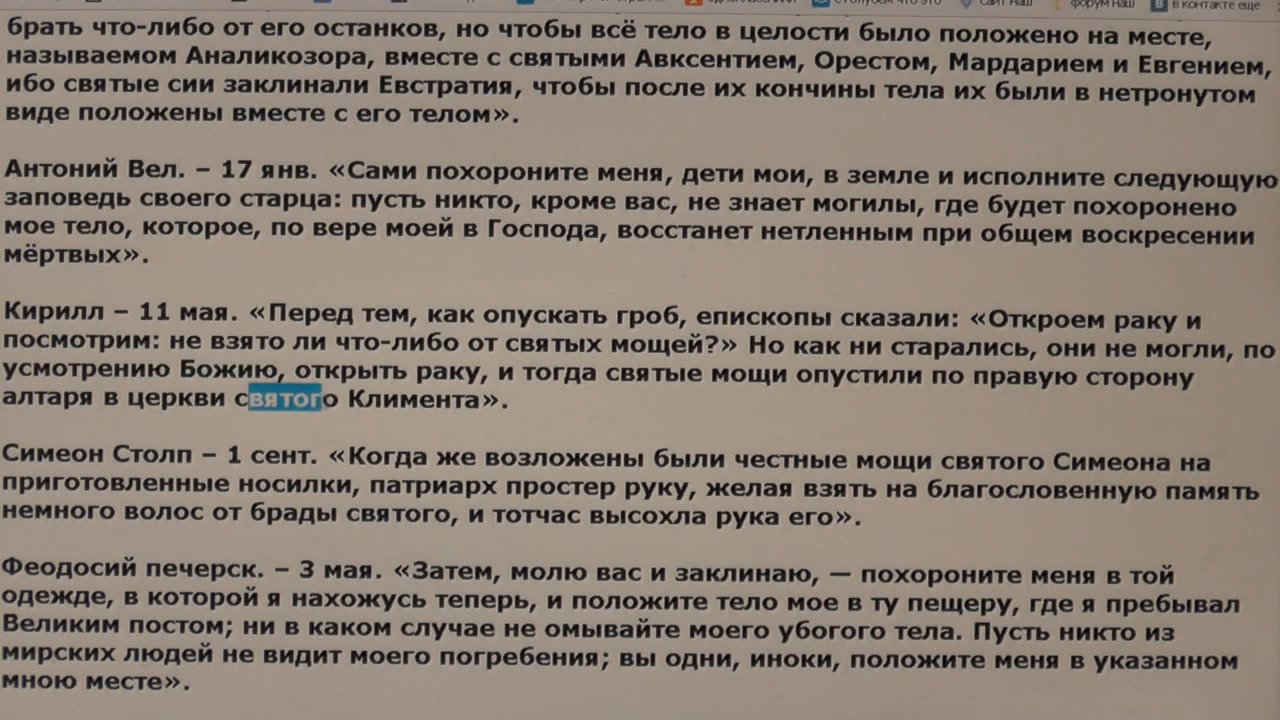 сайт наш
форум наш
в контакте еще
брать что-либо от его останков, но чтобы всё тело в целости было положено на месте,
называемом Аналикозора, вместе с святыми Авксентием, Орестом, Мардарием и Евгением,
ибо святые сии заклинали Евстратия, чтобы после их кончины тела их были в нетронутом
виде положены вместе с его телом».
Антоний Вел. – 17 янв. «Сами похороните меня, дети мои, в земле и исполните следующую
заповедь своего старца: пусть никто, кроме вас, не знает могилы, где будет похоронено
мое тело, которое, по вере моей в Господа, восстанет нетленным при общем воскресении
мёртвых».
Кирилл – 11 мая. «Перед тем, как опускать гроб, епископы сказали: «Откроем раку и
посмотрим: не взято ли что-либо от святых мощей?» Но как ни старались, они не могли, по
усмотрению Божию, открыть раку, и тогда святые мощи опустили по правую сторону
алтаря в церкви святого Климента».
Симеон Столп – 1 сент. «Когда же возложены были честные мощи святого Симеона на
приготовленные носилки, патриарх простер руку, желая взять на благословенную память
немного волос от брады святого, и тотчас высохла рука его».
Феодосий печерск. – 3 мая. «Затем, молю вас и заклинаю, — похороните меня в той
одежде, в которой я нахожусь теперь, и положите тело мое в ту пещеру, где я пребывал
Великим постом; ни в каком случае не омывайте моего убогого тела. Пусть никто из
мирских людей не видит моего погребения; вы одни, иноки, положите меня в указанном
мною месте».